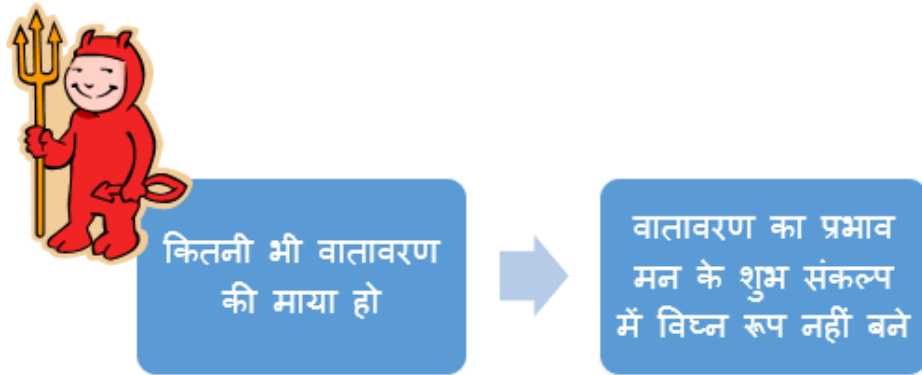 कितनी भी वातावरण
की माया हो
वातावरण का प्रभाव
मन के शुभ संकल्प
में विघ्न रूप नहीं बने